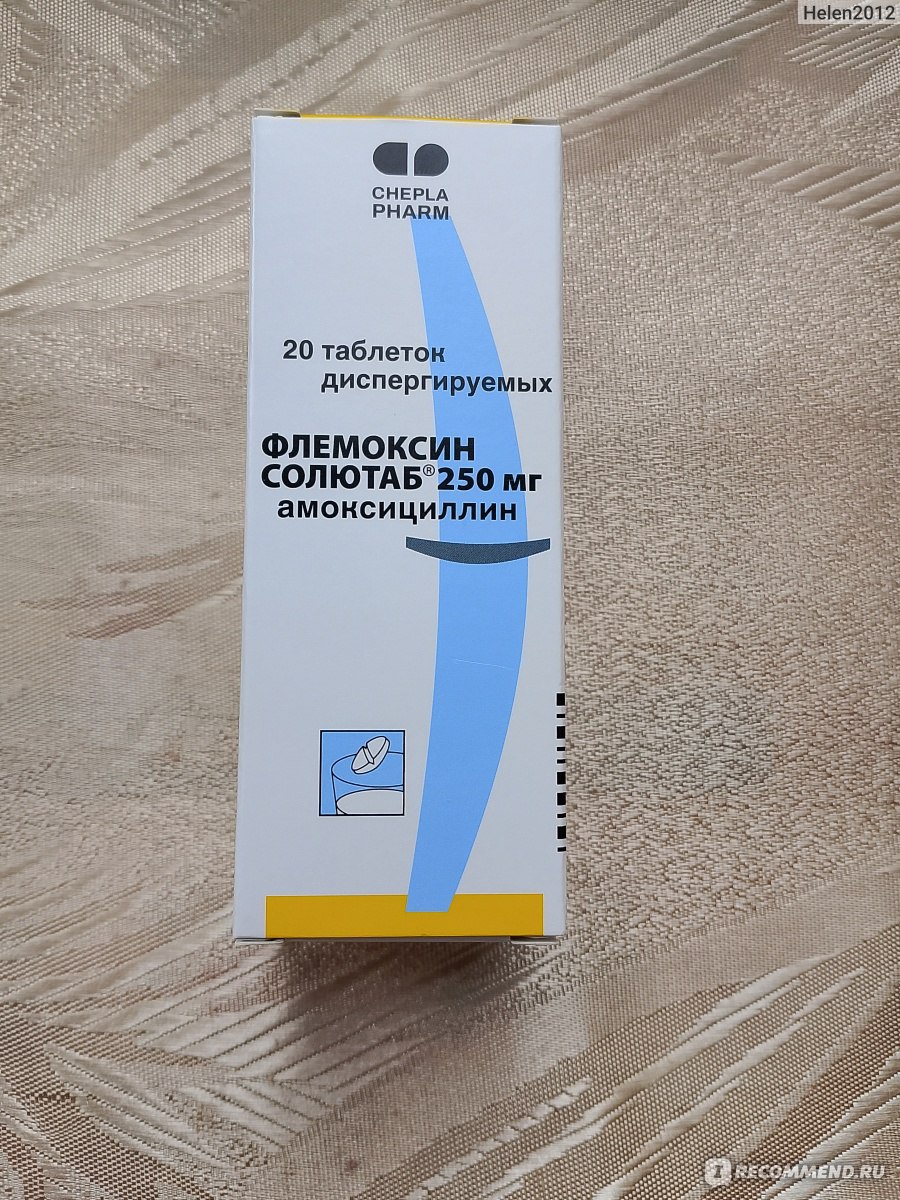 Helen2012
CHEPLA
PHARM
20 таблеток
диспергируемых
ФЛЕМОКСИН
СОЛЮТАБ® 250 мг
амоксициллин
RECOMMEND.RU